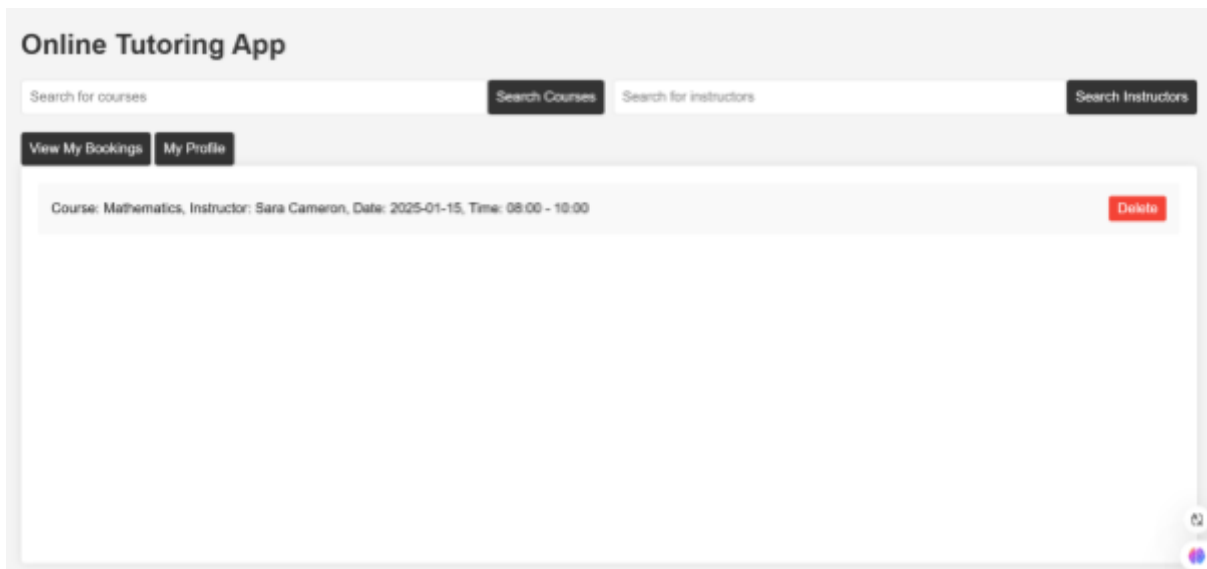 Online Tutoring App
Search for courses Search Courses Search for instructors Search Instructors
View My Bookings My Profile
Course: Mathematics, Instructor: Sara Cameron, Date: 2025-01-15, Time: 08:00 - 10:00 Delete